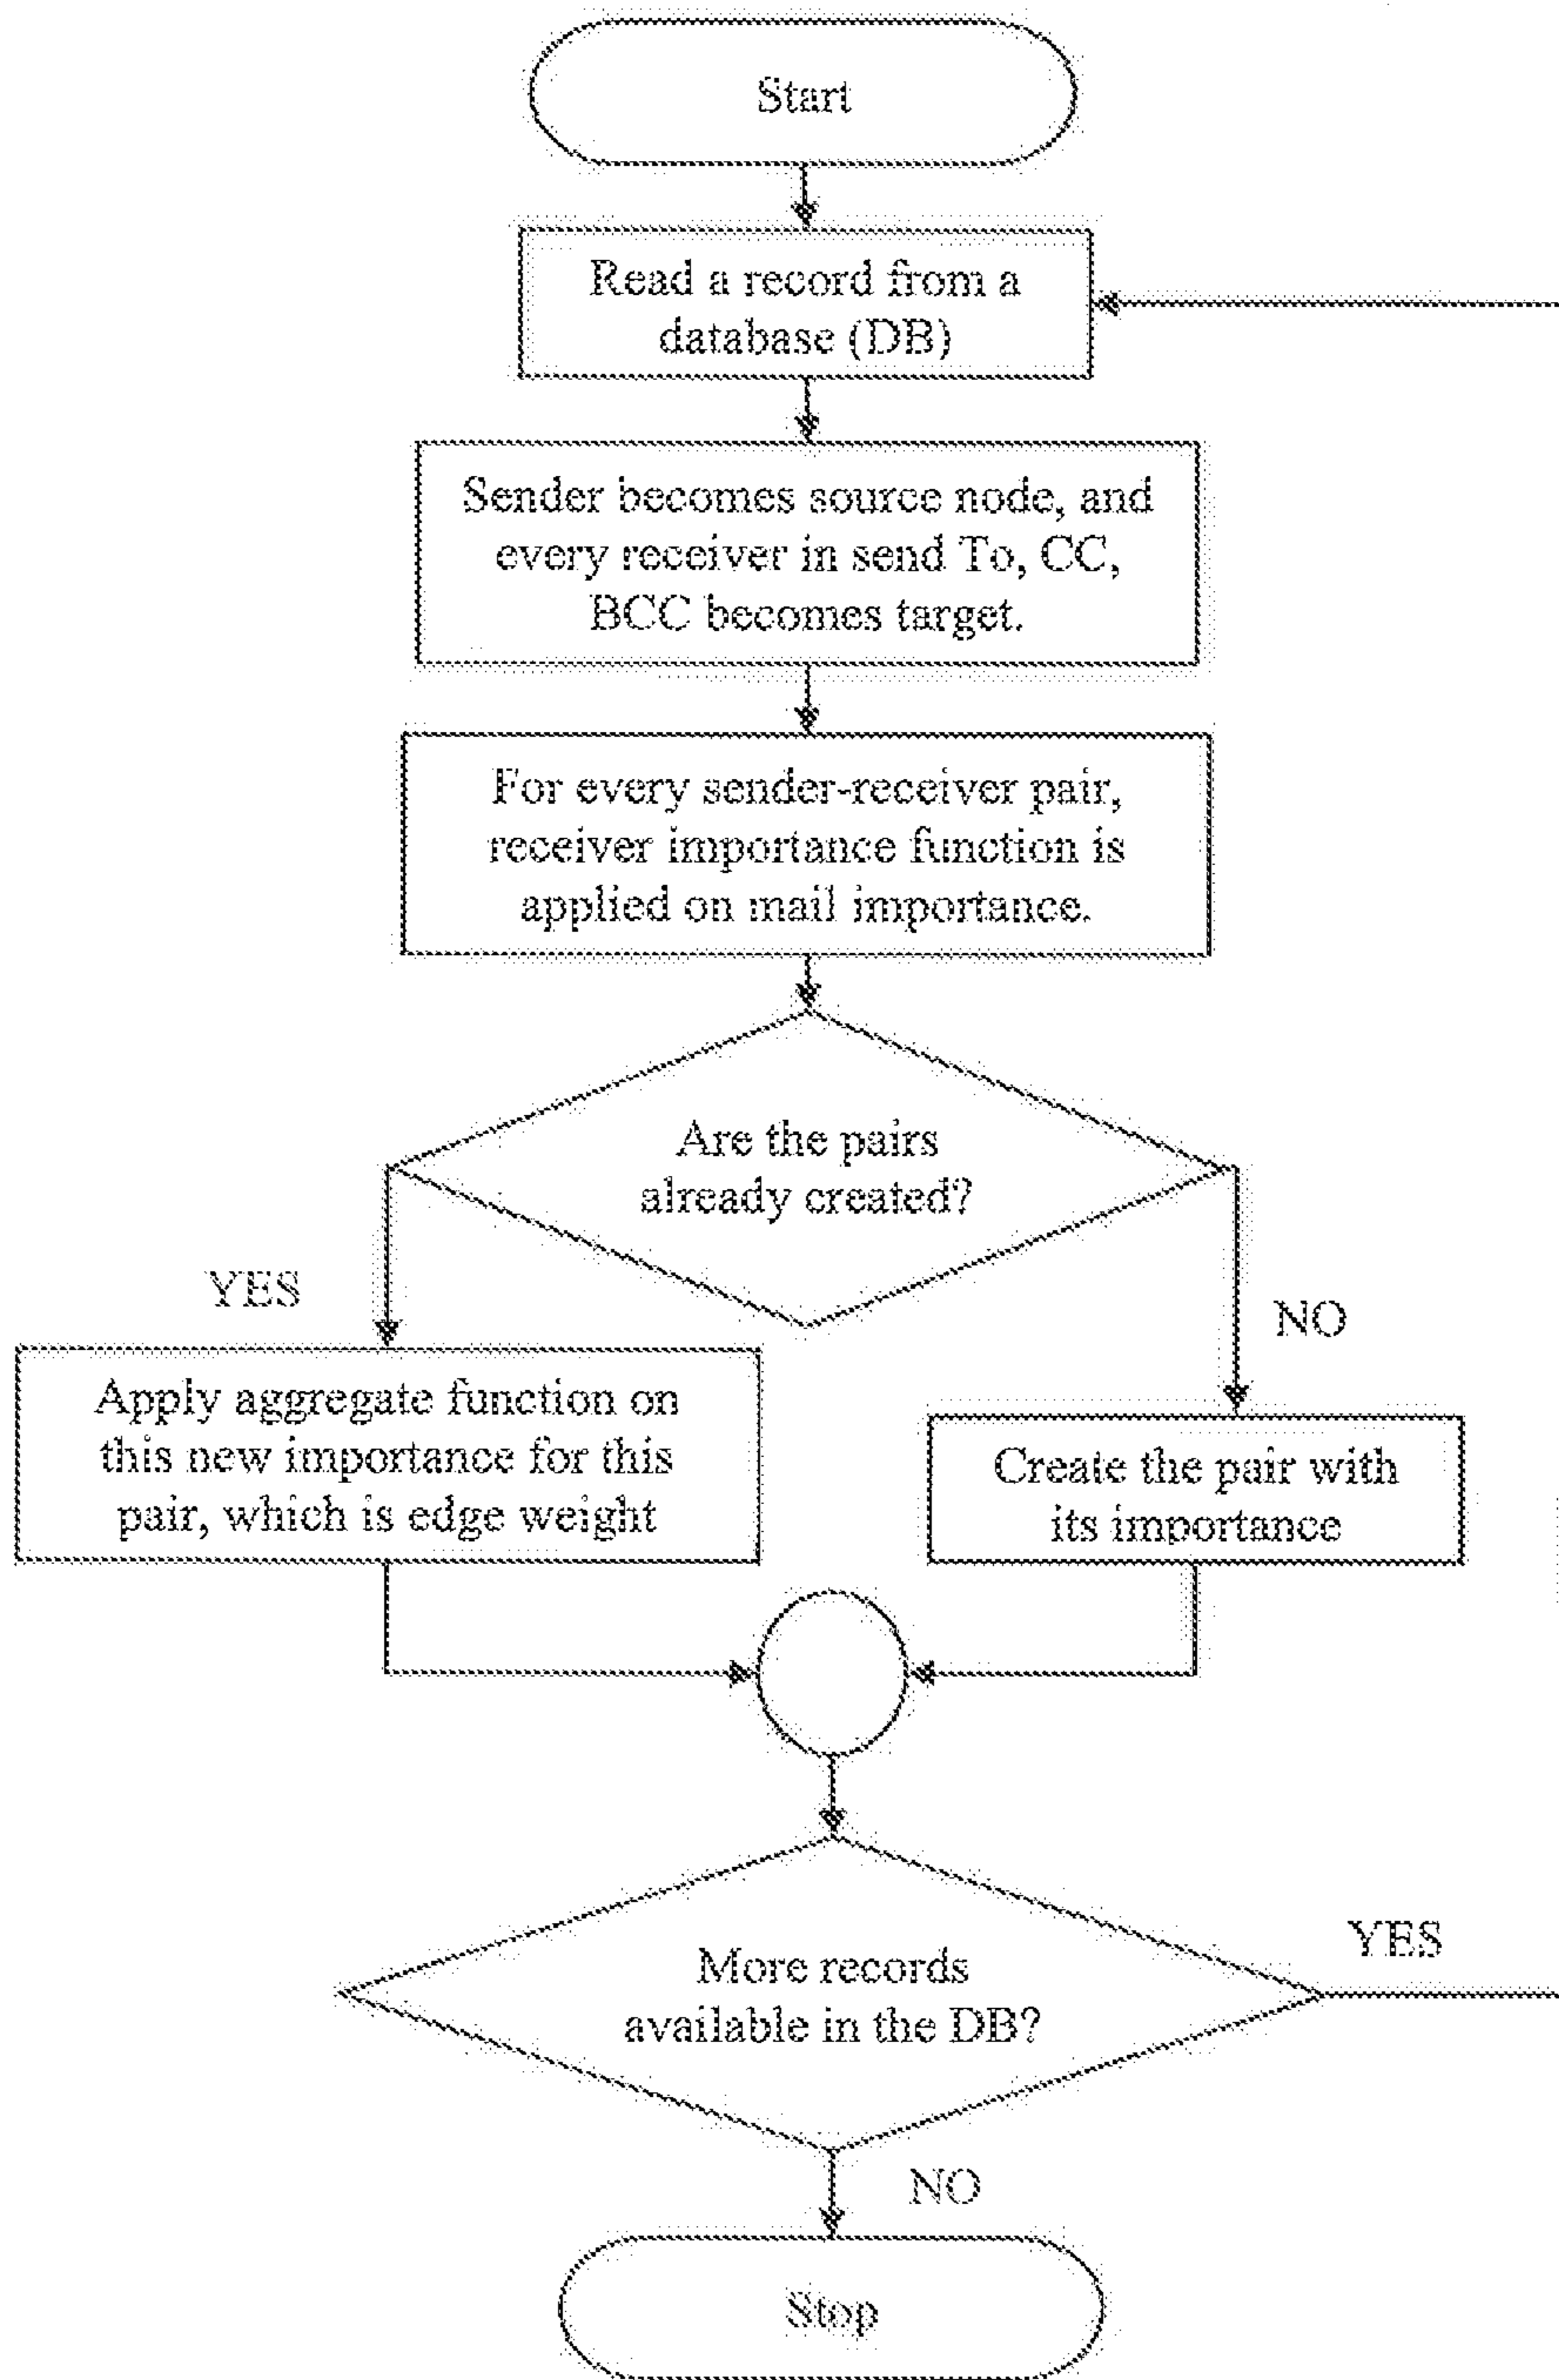 Start
Read a record from a
database (DB)
Sender becomes source node, and
every receiver in send To, CC,
BCC becomes target.
For every sender-receiver pair,
receiver importance function is
applied on mail importance.
Are the pairs
already created?
YES
NO
Apply aggregate function on
this new importance for this
pair, which is edge weight
Create the pair with
its importance
More records
available in the DB?
YES
NO
Stop